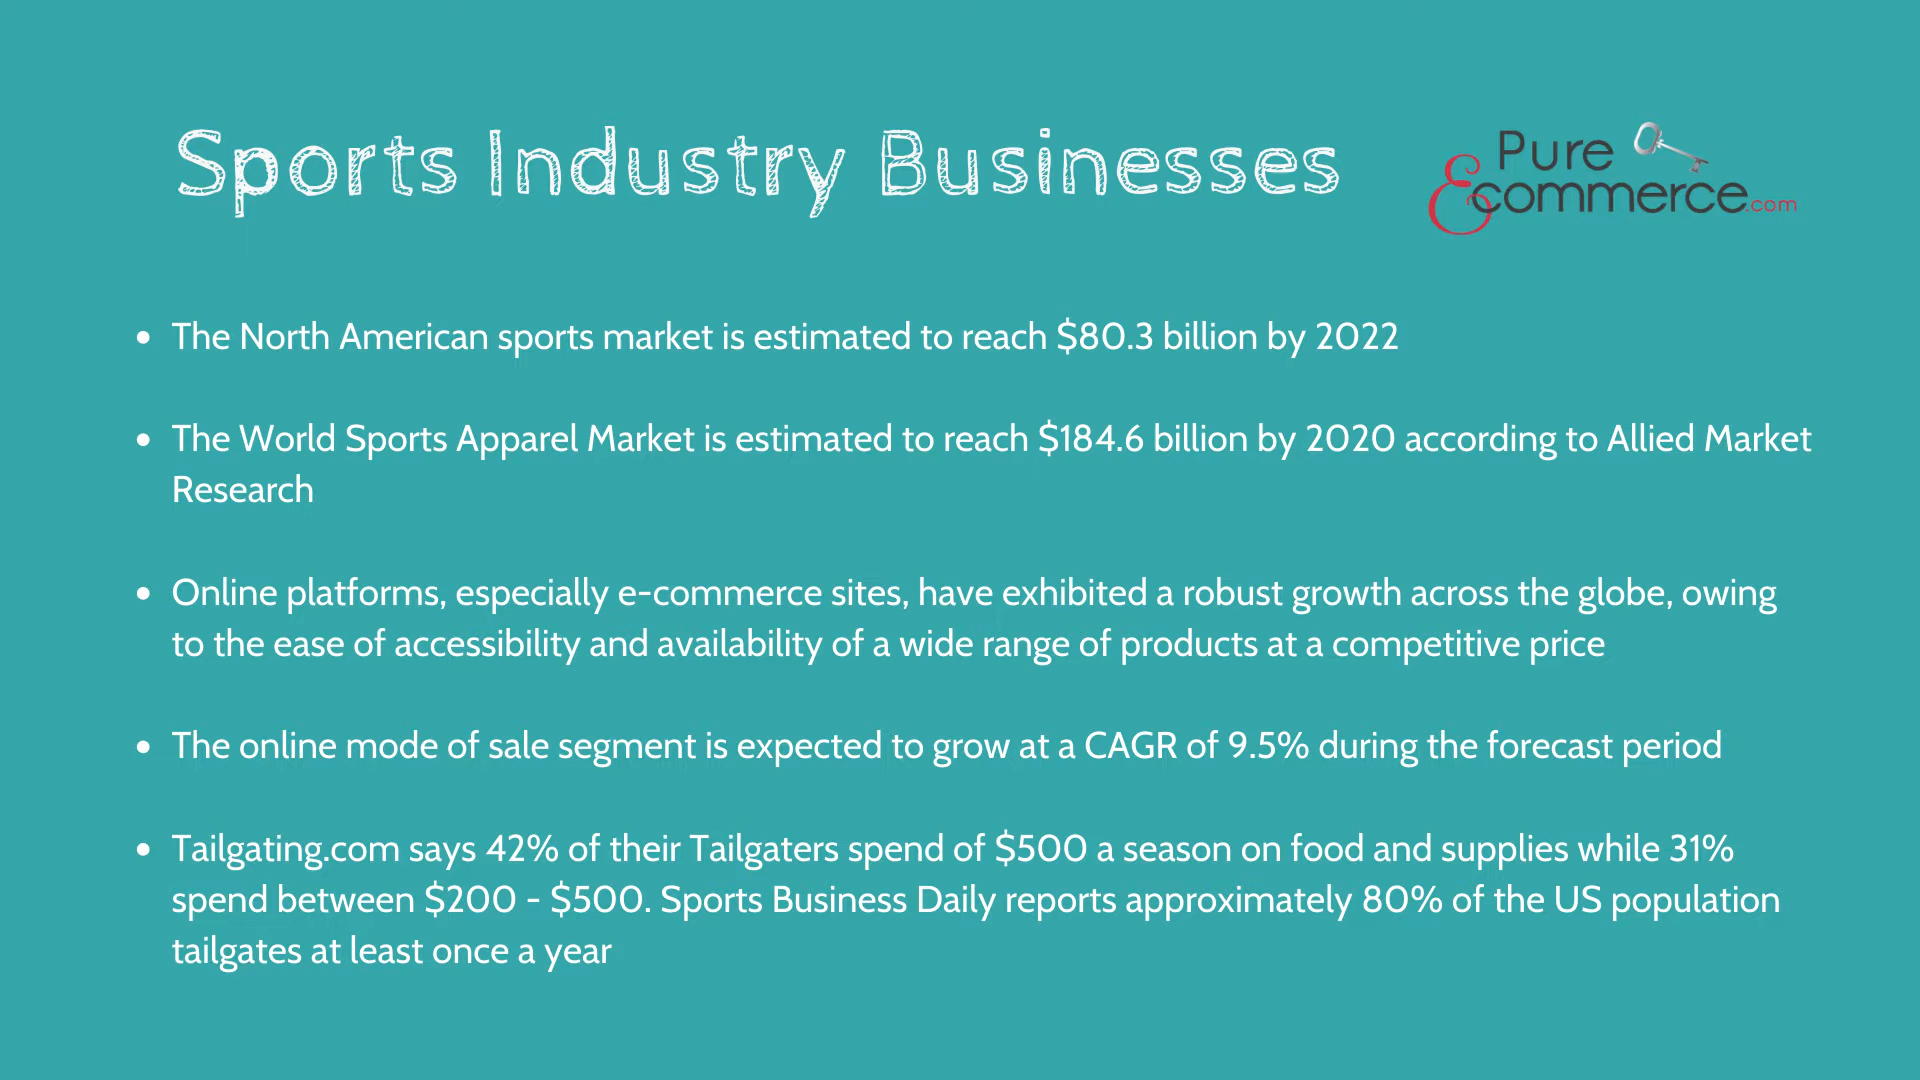 Sports Industry Businesses
Pure
Ecommerce.com
• The North American sports market is estimated to reach $80.3 billion by 2022
• The World Sports Apparel Market is estimated to reach $184.6 billion by 2020 according to Allied Market
Research
• Online platforms, especially e-commerce sites, have exhibited a robust growth across the globe, owing
to the ease of accessibility and availability of a wide range of products at a competitive price
• The online mode of sale segment is expected to grow at a CAGR of 9.5% during the forecast period
• Tailgating.com says 42% of their Tailgaters spend of $500 a season on food and supplies while 31%
spend between $200 - $500. Sports Business Daily reports approximately 80% of the US population
tailgates at least once a year